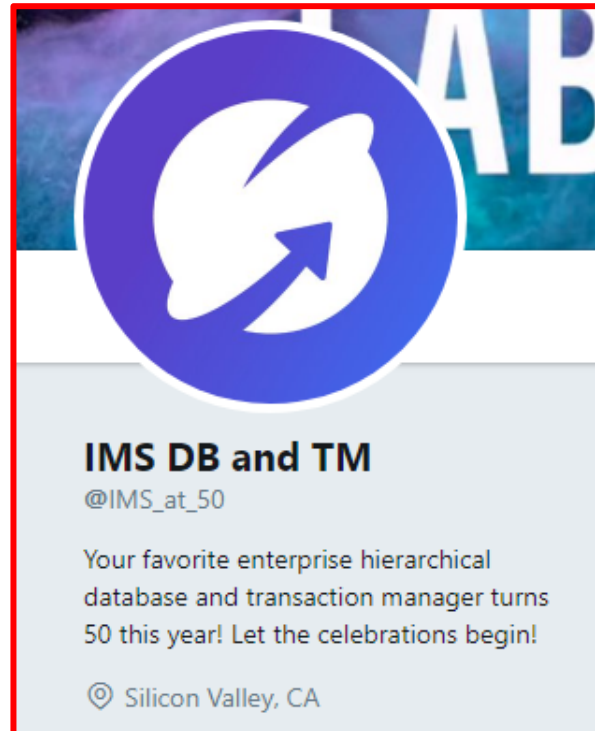 AB
IMS DB and TM
@IMS_at_50
Your favorite enterprise hierarchical
database and transaction manager turns
50 this year! Let the celebrations begin!
Silicon Valley, CA